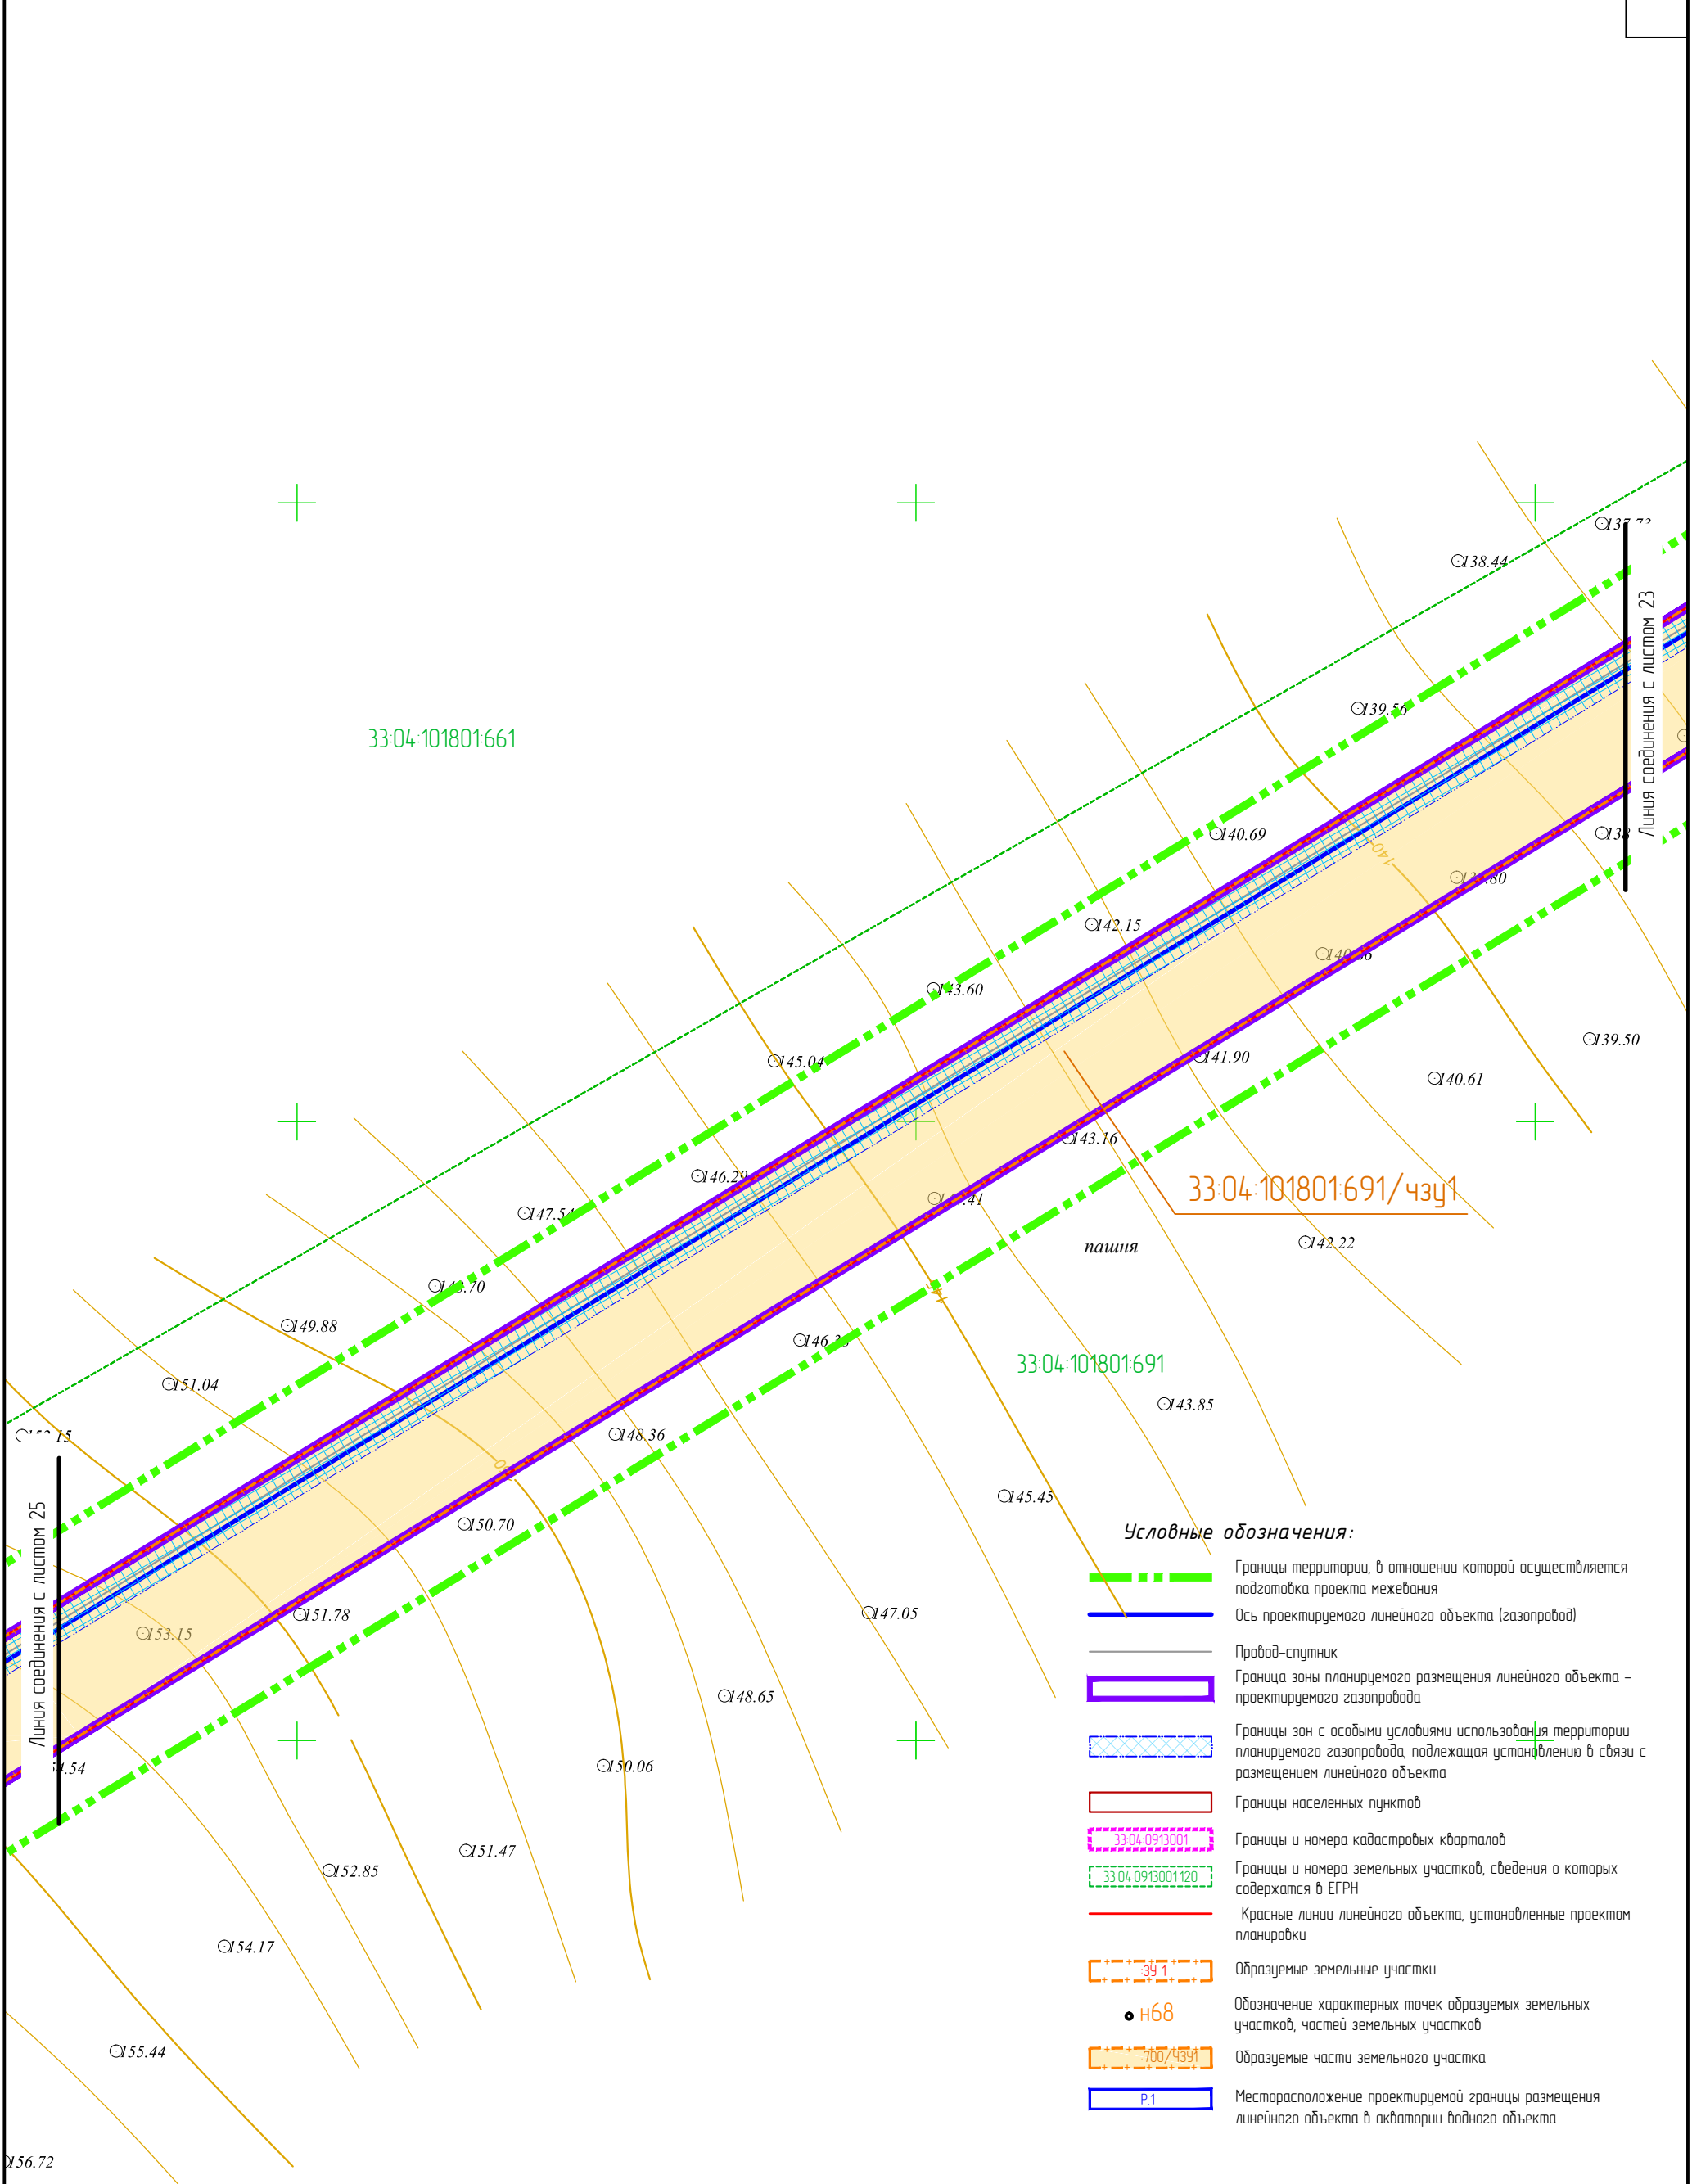 138.44
33:04:101801:661
139.56
Линия соединения с листом 23
140.69
-140-
142.15
143.60
139.50
145.04
141.90
140.61
143.16
146.29
33:04:101801:691/чзу1
147.54
142.22
пашня
149.88
33:04:101801:691
151.04
143.85
148.36
145.45
150.70
Линия соединения с листом 25
151.78
147.05
153.15
148.65
150.06
151.47
152.85
154.17
155.44
156.72
Условные обозначения:
Границы территории, в отношении которой осуществляется
подготовка проекта межевания
Ось проектируемого линейного объекта (газопровод)
Провод-спутник
Граница зоны планируемого размещения линейного объекта –
проектируемого газопровода
Границы зон с особыми условиями использования территории
планируемого газопровода, подлежащая установлению в связи с
размещением линейного объекта
Границы населенных пунктов
33:04:0913001 Границы и номера кадастровых кварталов
33:04:0913001:120 Границы и номера земельных участков, сведения о которых
содержатся в ЕГРН
Красные линии линейного объекта, установленные проектом
планировки
:ЗУ 1 Образуемые земельные участки
н68 Обозначение характерных точек образуемых земельных
участков, частей земельных участков
:700/ЧЗУ1 Образуемые части земельного участка
Р.1 Месторасположение проектируемой границы размещения
линейного объекта в акватории водного объекта.